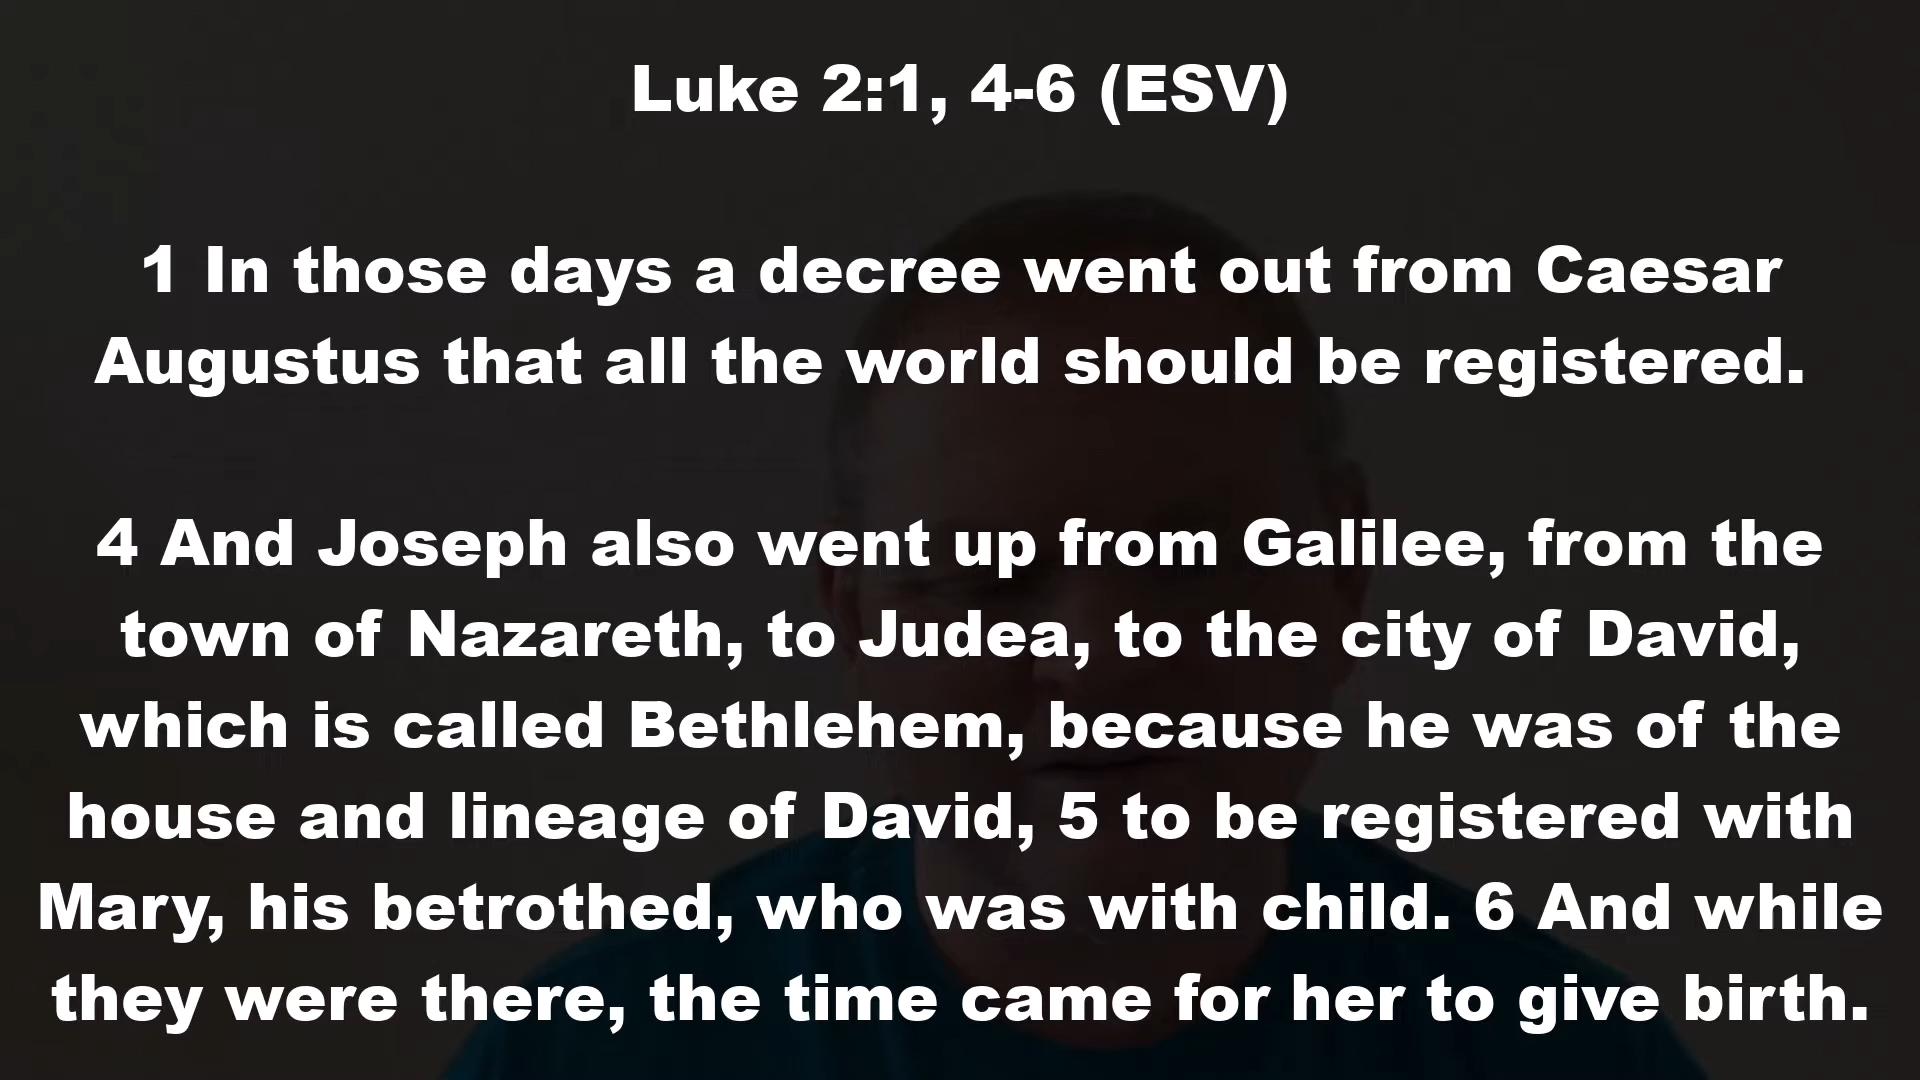 Luke 2:1, 4-6 (ESV)
1 In those days a decree went out from Caesar
Augustus that all the world should be registered.
4 And Joseph also went up from Galilee, from the
town of Nazareth, to Judea, to the city of David,
which is called Bethlehem, because he was of the
house and lineage of David, 5 to be registered with
Mary, his betrothed, who was with child. 6 And while
they were there, the time came for her to give birth.